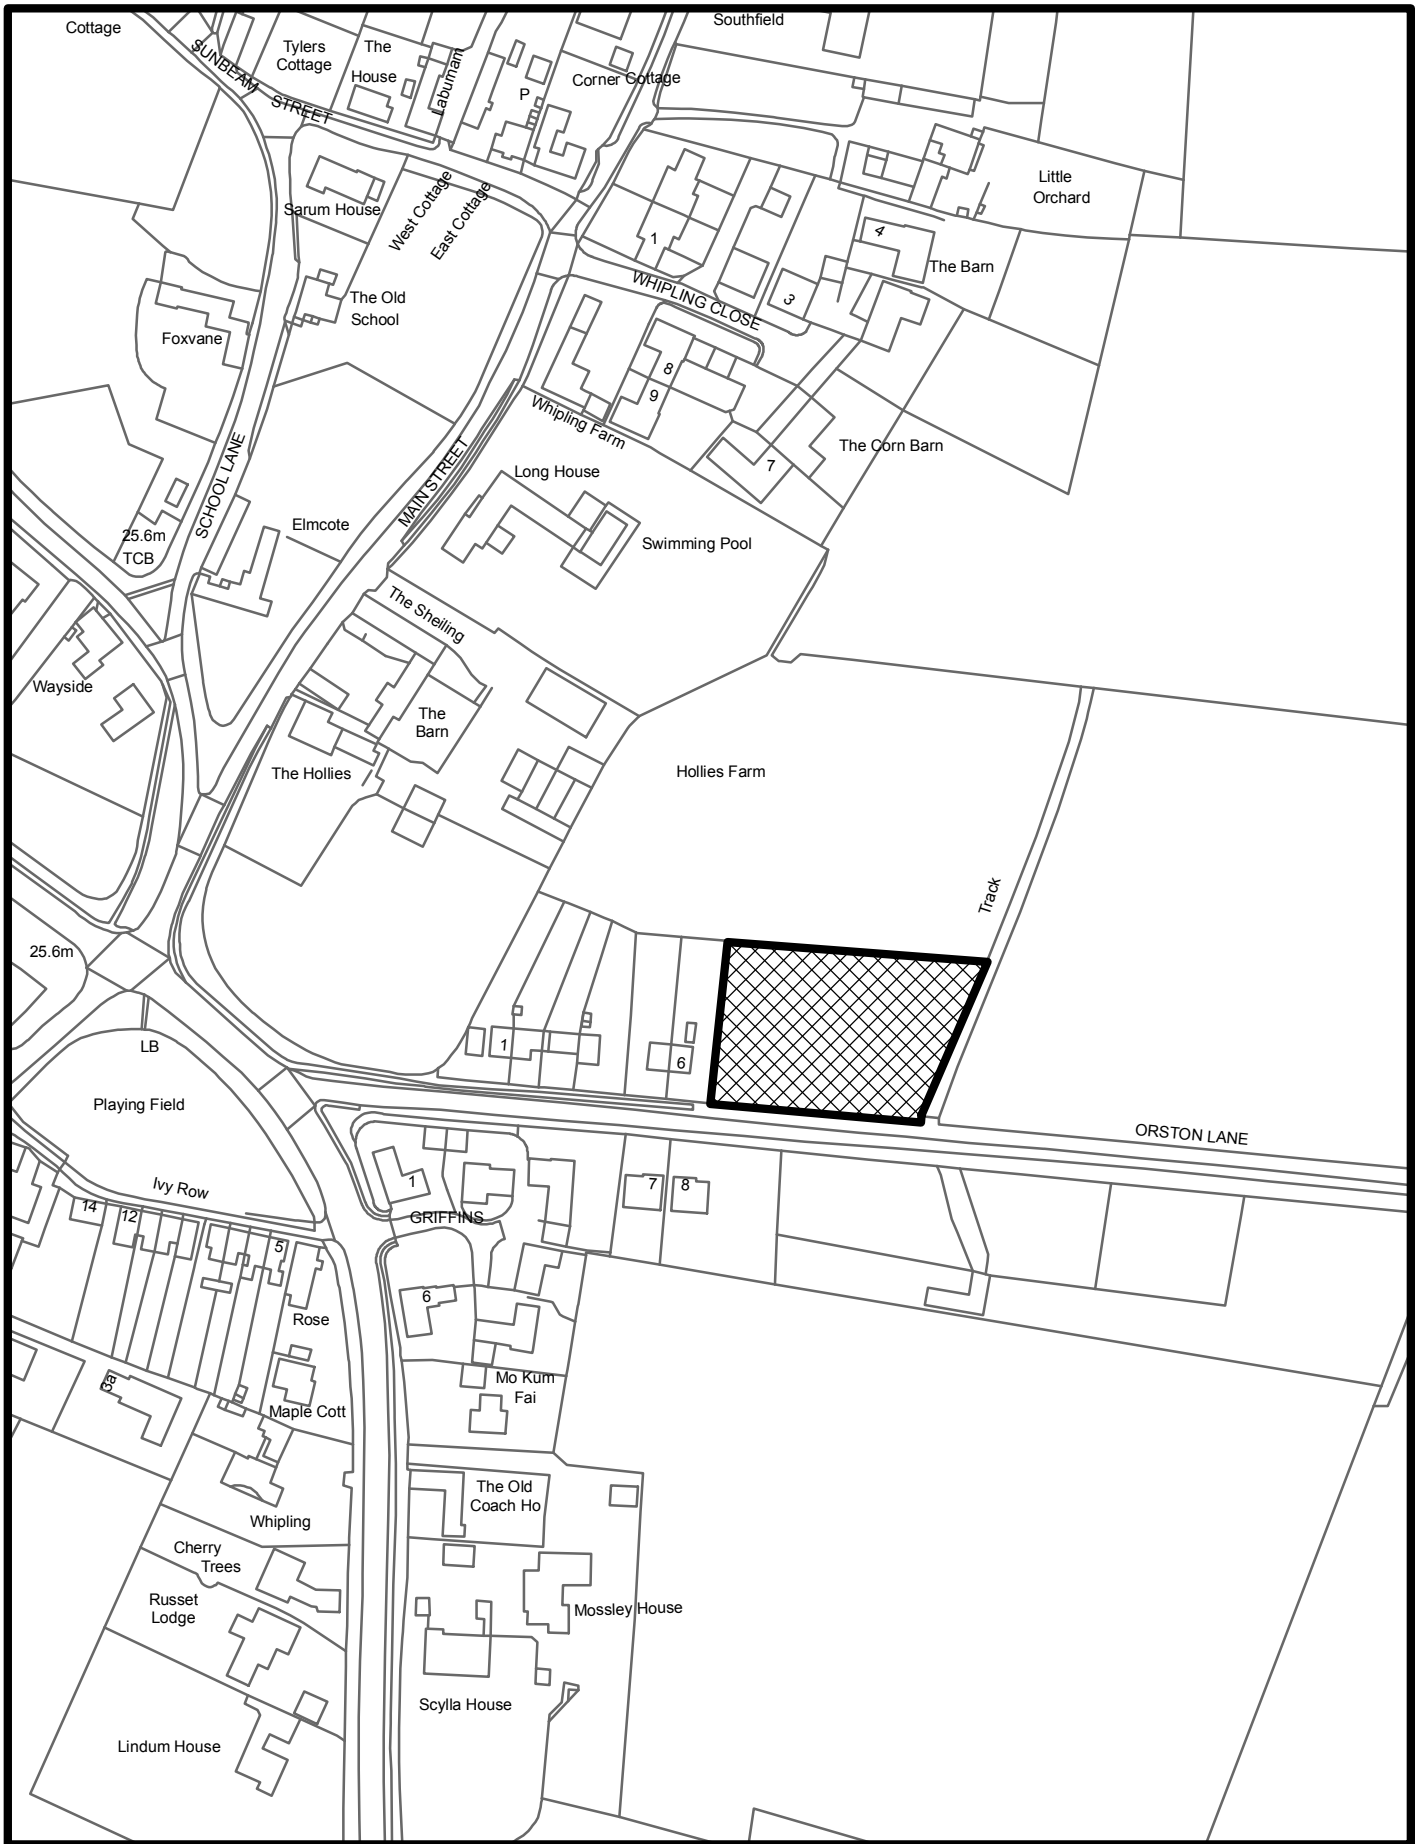 Cottage
SUNBEAM STREET
Tylers
Cottage
The
House
Laburnam
P
Corner Cottage
Southfield
Little
Orchard
Sarum House
West Cottage
East Cottage
1
4
The Barn
WHIPLING CLOSE
3
The Old
School
Foxvane
8
9
Whipling Farm
7
The Corn Barn
SCHOOL LANE
MAIN STREET
Long House
Elmcote
25.6m
TCB
Swimming Pool
The Sheiling
Wayside
The
Barn
The Hollies
Hollies Farm
Track
25.6m
LB
1
6
Playing Field
ORSTON LANE
Ivy Row
14
12
5
1
GRIFFINS
7
8
6
Rose
3a
Maple Cott
Mo Kum
Fai
The Old
Coach Ho
Whipling
Cherry
Trees
Russet
Lodge
Mossley House
Scylla House
Lindum House